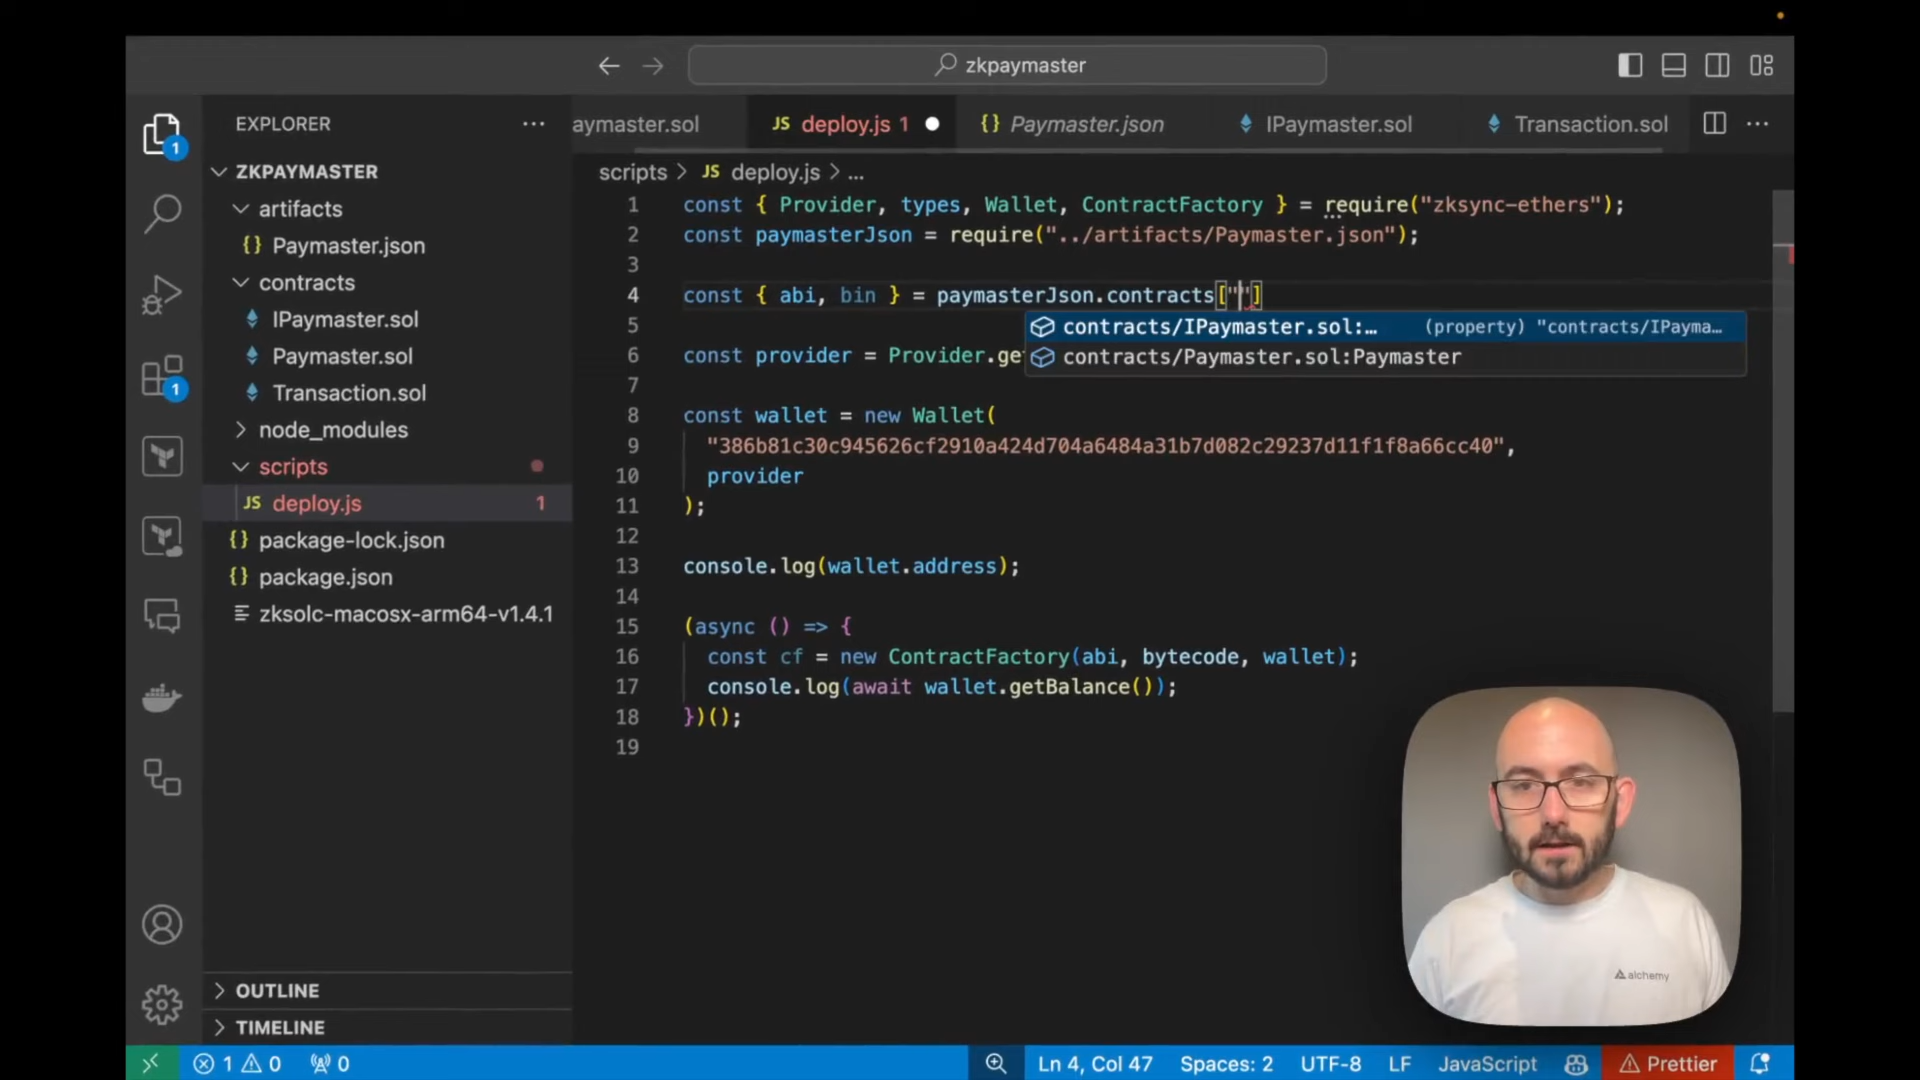 zkpaymaster
EXPLORER
aymaster.sol
JS deploy.js 1
{} Paymaster.json
IPaymaster.sol
Transaction.sol
1
ZKPAYMASTER
artifacts
{} Paymaster.json
contracts
IPaymaster.sol
Paymaster.sol
Transaction.sol
node_modules
scripts
JS deploy.js 1
{} package-lock.json
{} package.json
zksolc-macosx-arm64-v1.4.1
1
scripts > JS deploy.js > ...
1 const { Provider, types, Wallet, ContractFactory } = require("zksync-ethers");
2 const paymasterJson = require("../artifacts/Paymaster.json");
3
4 const { abi, bin } = paymasterJson.contracts[""]
contracts/IPaymaster.sol:… (property) "contracts/IPayma…
contracts/Paymaster.sol:Paymaster
5
6 const provider = Provider.ge
7
8 const wallet = new Wallet(
9 "386b81c30c945626cf2910a424d704a6484a31b7d082c29237d11f1f8a66cc40",
10 provider
11 );
12
13 console.log(wallet.address);
14
15 (async () => {
16 const cf = new ContractFactory(abi, bytecode, wallet);
17 console.log(await wallet.getBalance());
18 })();
19
alchemy
OUTLINE
TIMELINE
1 0 0
Ln 4, Col 47 Spaces: 2 UTF-8 LF JavaScript Prettier